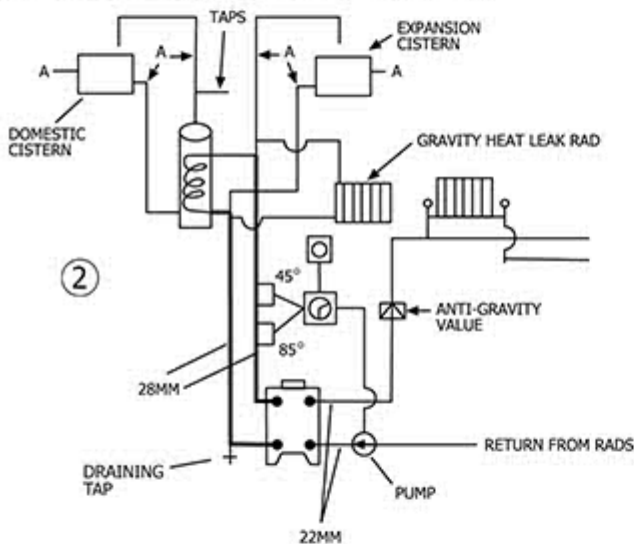 TAPS
EXPANSION
CISTERN
A
A
A
A
DOMESTIC
CISTERN
GRAVITY HEAT LEAK RAD
2
45°
85°
ANTI-GRAVITY
VALUE
28MM
DRAINING
TAP
RETURN FROM RADS
PUMP
22MM